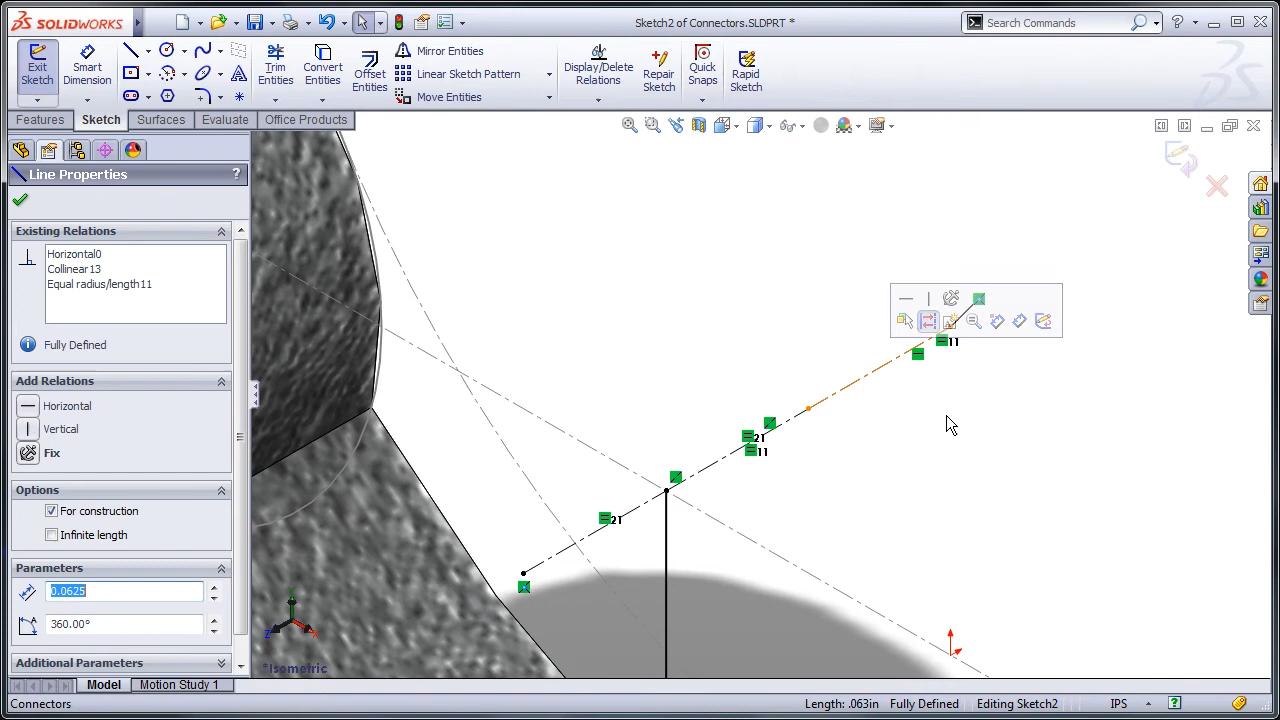 SOLIDWORKS
Sketch2 of Connectors.SLDPRT *
Search Commands
?
Exit Sketch
Smart Dimension
Trim Entities
Convert Entities
Offset Entities
Mirror Entities
Linear Sketch Pattern
Move Entities
Display/Delete Relations
Repair Sketch
Quick Snaps
Rapid Sketch
Features
Sketch
Surfaces
Evaluate
Office Products
Line Properties
?
Existing Relations
Horizontal0
Collinear13
Equal radius/length11
Fully Defined
Add Relations
Horizontal
Vertical
Fix
Options
For construction
Infinite length
Parameters
0.0625
360.00°
Additional Parameters
11
21
11
21
Z
X
*Isometric
Model
Motion Study 1
Connectors
Length: .063in
Fully Defined
Editing Sketch2
IPS
?